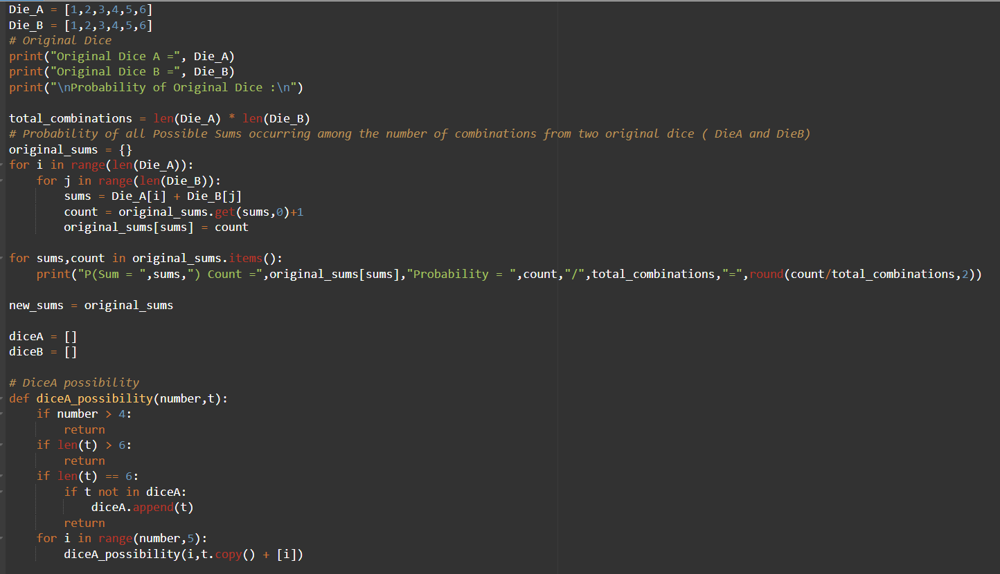 Die_A = [1,2,3,4,5,6]
Die_B = [1,2,3,4,5,6]
# Original Dice
print("Original Dice A =", Die_A)
print("Original Dice B =", Die_B)
print("\nProbability of Original Dice :\n")

total_combinations = len(Die_A) * len(Die_B)
# Probability of all Possible Sums occurring among the number of combinations from two original dice ( DieA and DieB)
original_sums = {}
for i in range(len(Die_A)):
    for j in range(len(Die_B)):
        sums = Die_A[i] + Die_B[j]
        count = original_sums.get(sums,0)+1
        original_sums[sums] = count

for sums,count in original_sums.items():
    print("P(Sum = ",sums,") Count =",original_sums[sums],"Probability = ",count,"/",total_combinations,"=",round(count/total_combinations,2))

new_sums = original_sums

diceA = []
diceB = []

# DiceA possibility
def diceA_possibility(number,t):
    if number > 4:
        return
    if len(t) > 6:
        return
    if len(t) == 6:
        if t not in diceA:
            diceA.append(t)
        return
    for i in range(number,5):
        diceA_possibility(i,t.copy() + [i])